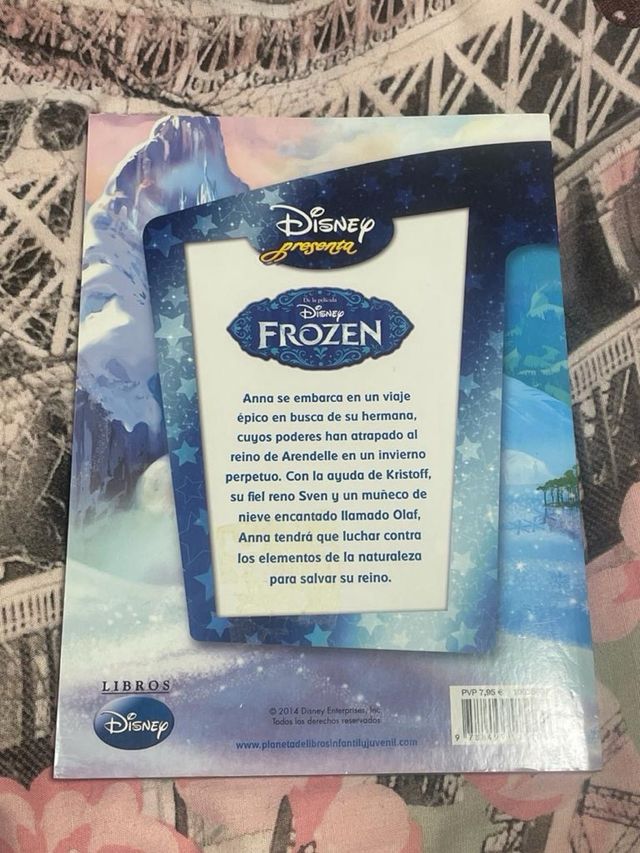 Disney
presenta
De la película
Disney
FROZEN
Anna se embarca en un viaje
épico en busca de su hermana,
cuyos poderes han atrapado al
reino de Arendelle en un invierno
perpetuo. Con la ayuda de Kristoff,
su fiel reno Sven y un muñeco de
nieve encantado llamado Olaf,
Anna tendrá que luchar contra
los elementos de la naturaleza
para salvar su reino.
LIBROS
Disney
© 2014 Disney Enterprises, Inc.
Todos los derechos reservados
www.planetadelibrosinfantilyjuvenil.com
PVP 7,95 €